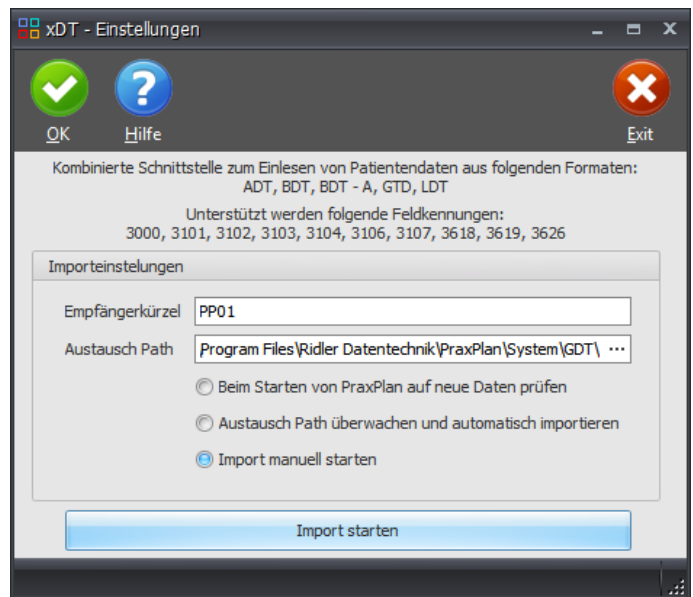 xDT - Einstellungen
OK
Hilfe
Exit
Kombinierte Schnittstelle zum Einlesen von Patientendaten aus folgenden Formaten:
ADT, BDT, BDT - A, GTD, LDT
Unterstützt werden folgende Feldkennungen:
3000, 3101, 3102, 3103, 3104, 3106, 3107, 3618, 3619, 3626
Importeinstelungen
Empfängerkürzel PP01
Austausch Path Program Files\Ridler Datentechnik\PraxPlan\System\GDT\ ...
Beim Starten von PraxPlan auf neue Daten prüfen
Austausch Path überwachen und automatisch importieren
Import manuell starten
Import starten